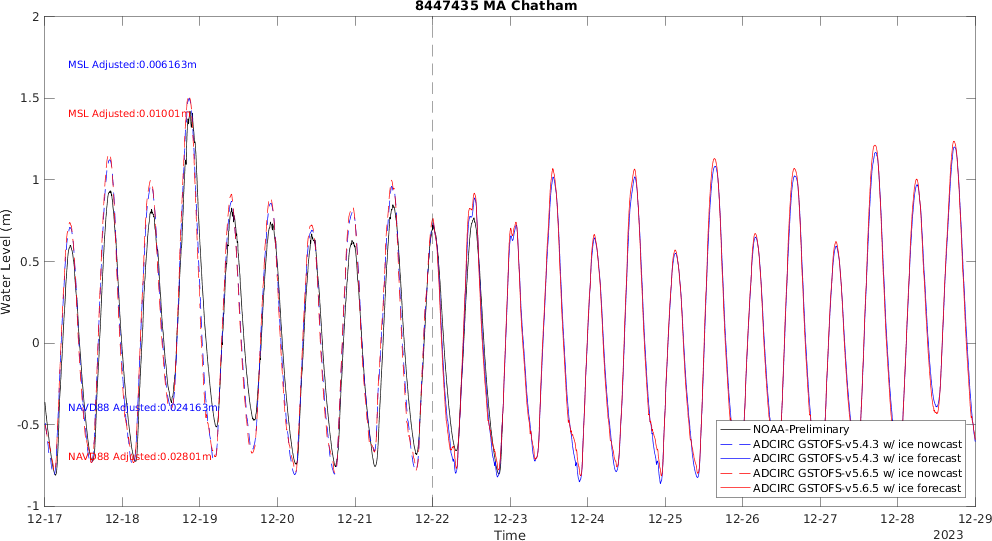 8447435 MA Chatham
2
1.5
1
0.5
0
-0.5
-1
Water Level (m)
MSL Adjusted:0.006163m
MSL Adjusted:0.01001m
NAVD88 Adjusted:0.024163m
NAVD88 Adjusted:0.02801m
NOAA-Preliminary
ADCIRC GSTOFS-v5.4.3 w/ ice nowcast
ADCIRC GSTOFS-v5.4.3 w/ ice forecast
ADCIRC GSTOFS-v5.6.5 w/ ice nowcast
ADCIRC GSTOFS-v5.6.5 w/ ice forecast
12-17 12-18 12-19 12-20 12-21 12-22 12-23 12-24 12-25 12-26 12-27 12-28 12-29
Time
2023